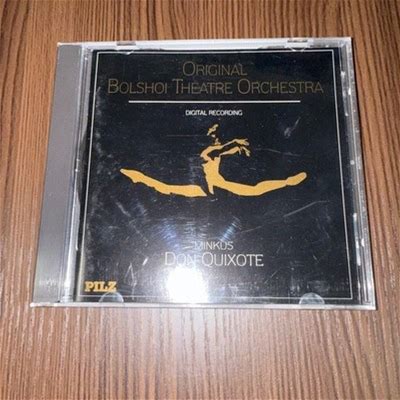 ORIGINAL
BOLSHOI THEATRE ORCHESTRA
DIGITAL RECORDING
MINKUS
DON QUIXOTE
PILZ